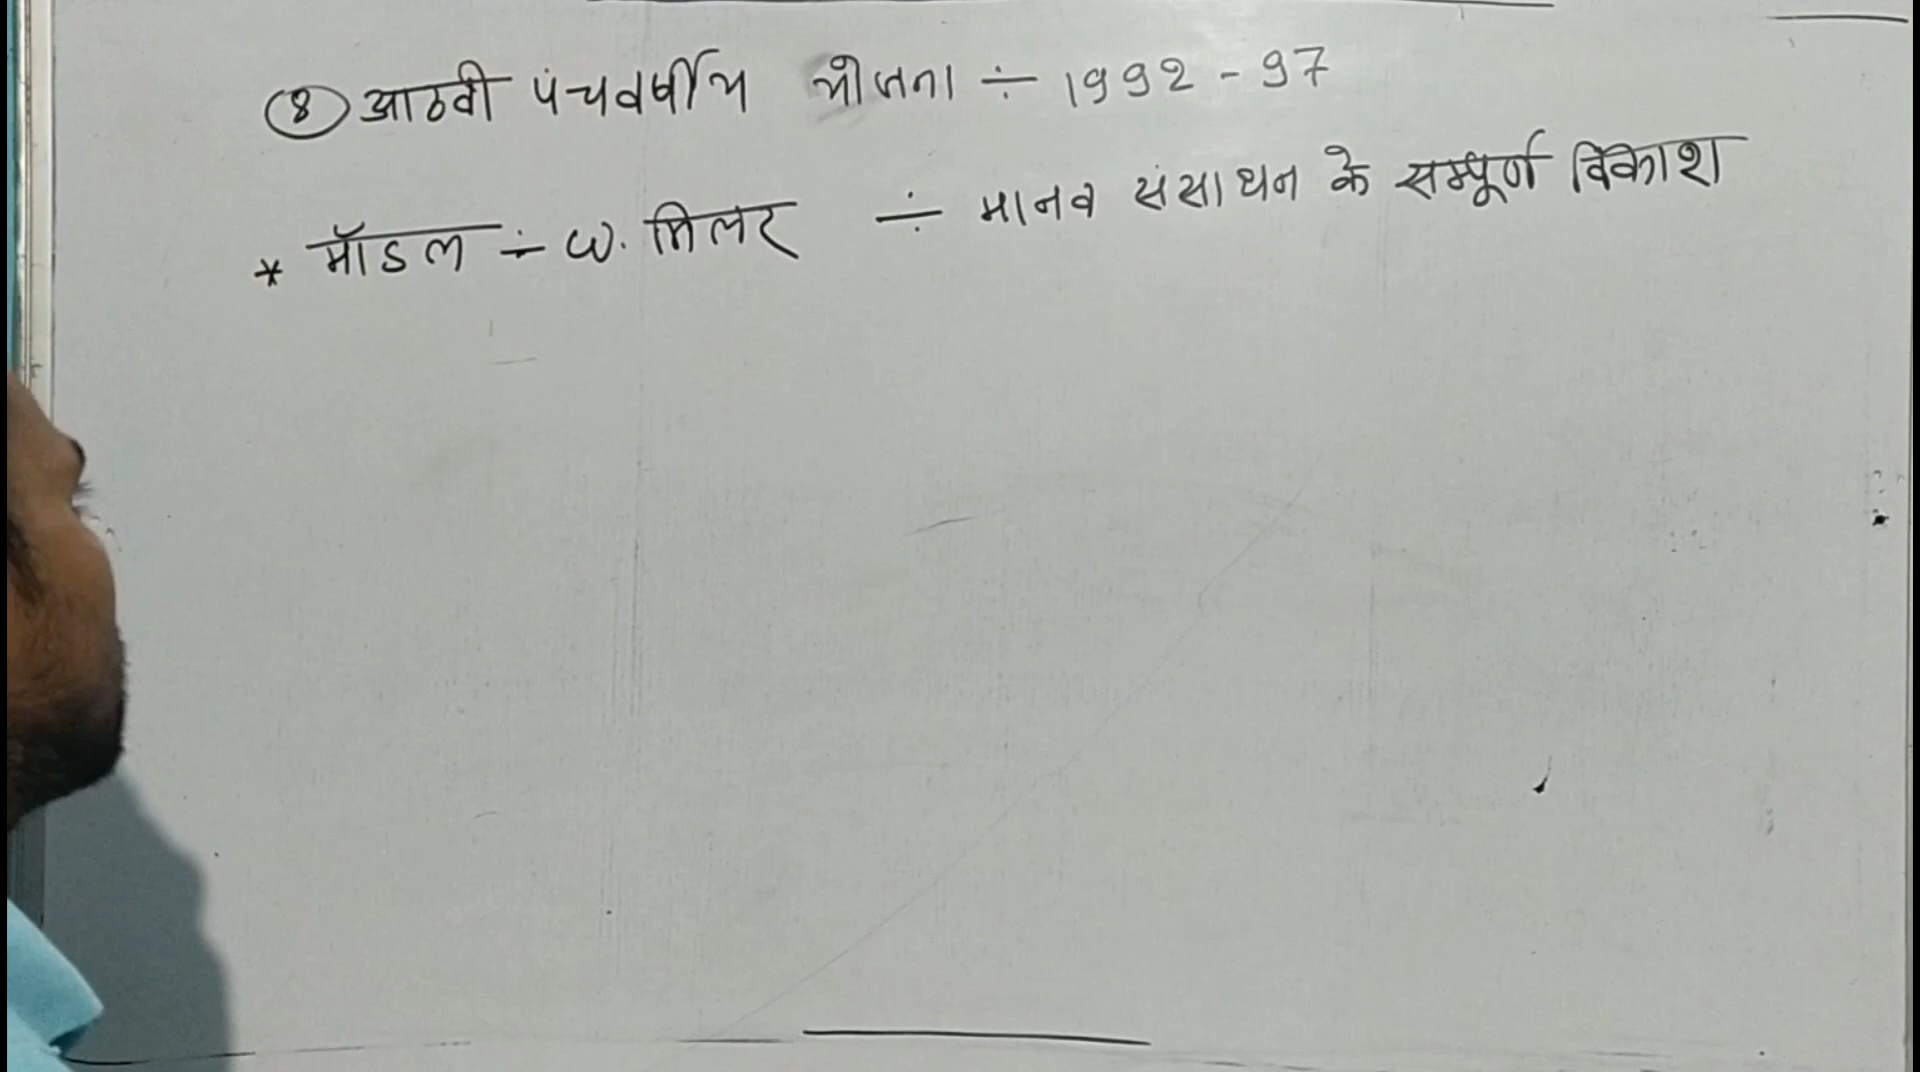 ⑧ आठवी पंचवर्षीय योजना ÷ 1992 - 97
* मॉडल ÷ W. मिलर ÷ मानव संसाधन के सम्पूर्ण विकाश